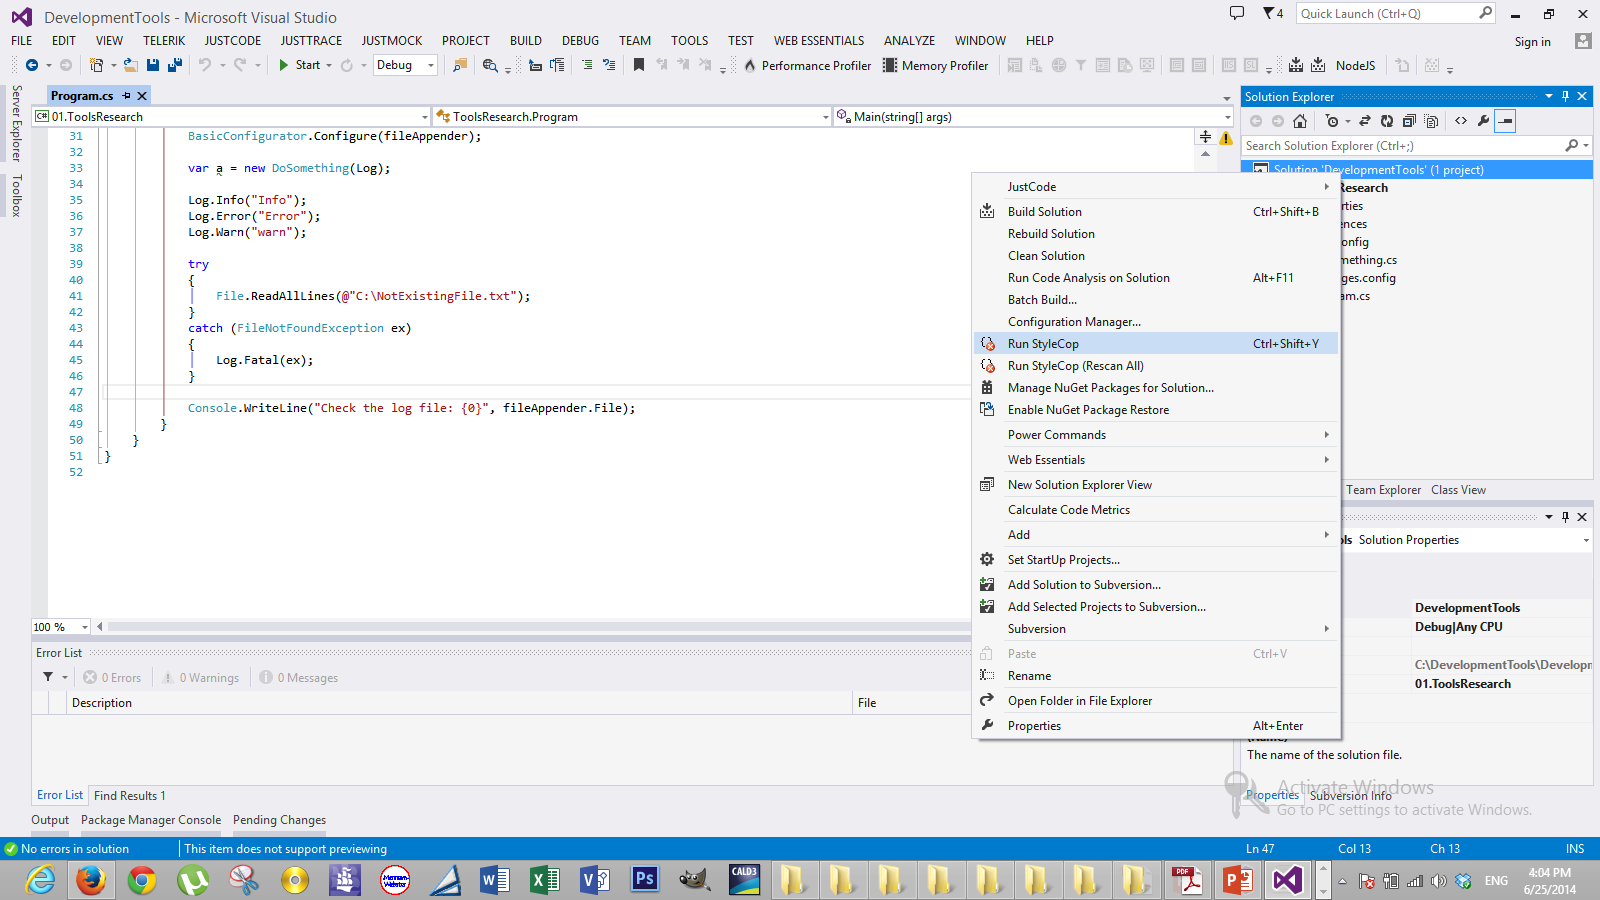 DevelopmentTools - Microsoft Visual Studio
4
Quick Launch (Ctrl+Q)
FILE EDIT VIEW TELERIK JUSTCODE JUSTTRACE JUSTMOCK PROJECT BUILD DEBUG TEAM TOOLS TEST WEB ESSENTIALS ANALYZE WINDOW HELP
Sign in
Start Debug Performance Profiler Memory Profiler NodeJS
Server Explorer
Toolbox
Program.cs
C# 01.ToolsResearch
ToolsResearch.Program
Main(string[] args)
31 BasicConfigurator.Configure(fileAppender);
32
33 var a = new DoSomething(Log);
34
35 Log.Info("Info");
36 Log.Error("Error");
37 Log.Warn("warn");
38
39 try
40 {
41 File.ReadAllLines(@"C:\NotExistingFile.txt");
42 }
43 catch (FileNotFoundException ex)
44 {
45 Log.Fatal(ex);
46 }
47
48 Console.WriteLine("Check the log file: {0}", fileAppender.File);
49 }
50 }
51 }
52
100 %
JustCode
Build Solution Ctrl+Shift+B
Rebuild Solution
Clean Solution
Run Code Analysis on Solution Alt+F11
Batch Build...
Configuration Manager...
Run StyleCop Ctrl+Shift+Y
Run StyleCop (Rescan All)
Manage NuGet Packages for Solution...
Enable NuGet Package Restore
Power Commands
Web Essentials
New Solution Explorer View
Calculate Code Metrics
Add
Set StartUp Projects...
Add Solution to Subversion...
Add Selected Projects to Subversion...
Subversion
Paste Ctrl+V
Rename
Open Folder in File Explorer
Properties Alt+Enter
Solution Explorer
Search Solution Explorer (Ctrl+;)
Solution 'DevelopmentTools' (1 project)
Research
rties
ences
onfig
mething.cs
ges.config
am.cs
Team Explorer Class View
ls Solution Properties
DevelopmentTools
Debug|Any CPU
C:\DevelopmentTools\Developm
01.ToolsResearch
(Name)
The name of the solution file.
Properties Subversion Info
Activate Windows
Go to PC settings to activate Windows.
Error List
0 Errors 0 Warnings 0 Messages
Description File
Error List Find Results 1
Output Package Manager Console Pending Changes
No errors in solution This item does not support previewing Ln 47 Col 13 Ch 13 INS
Merriam-Webster
Ps
CALD3
PDF
ENG
4:04 PM
6/25/2014